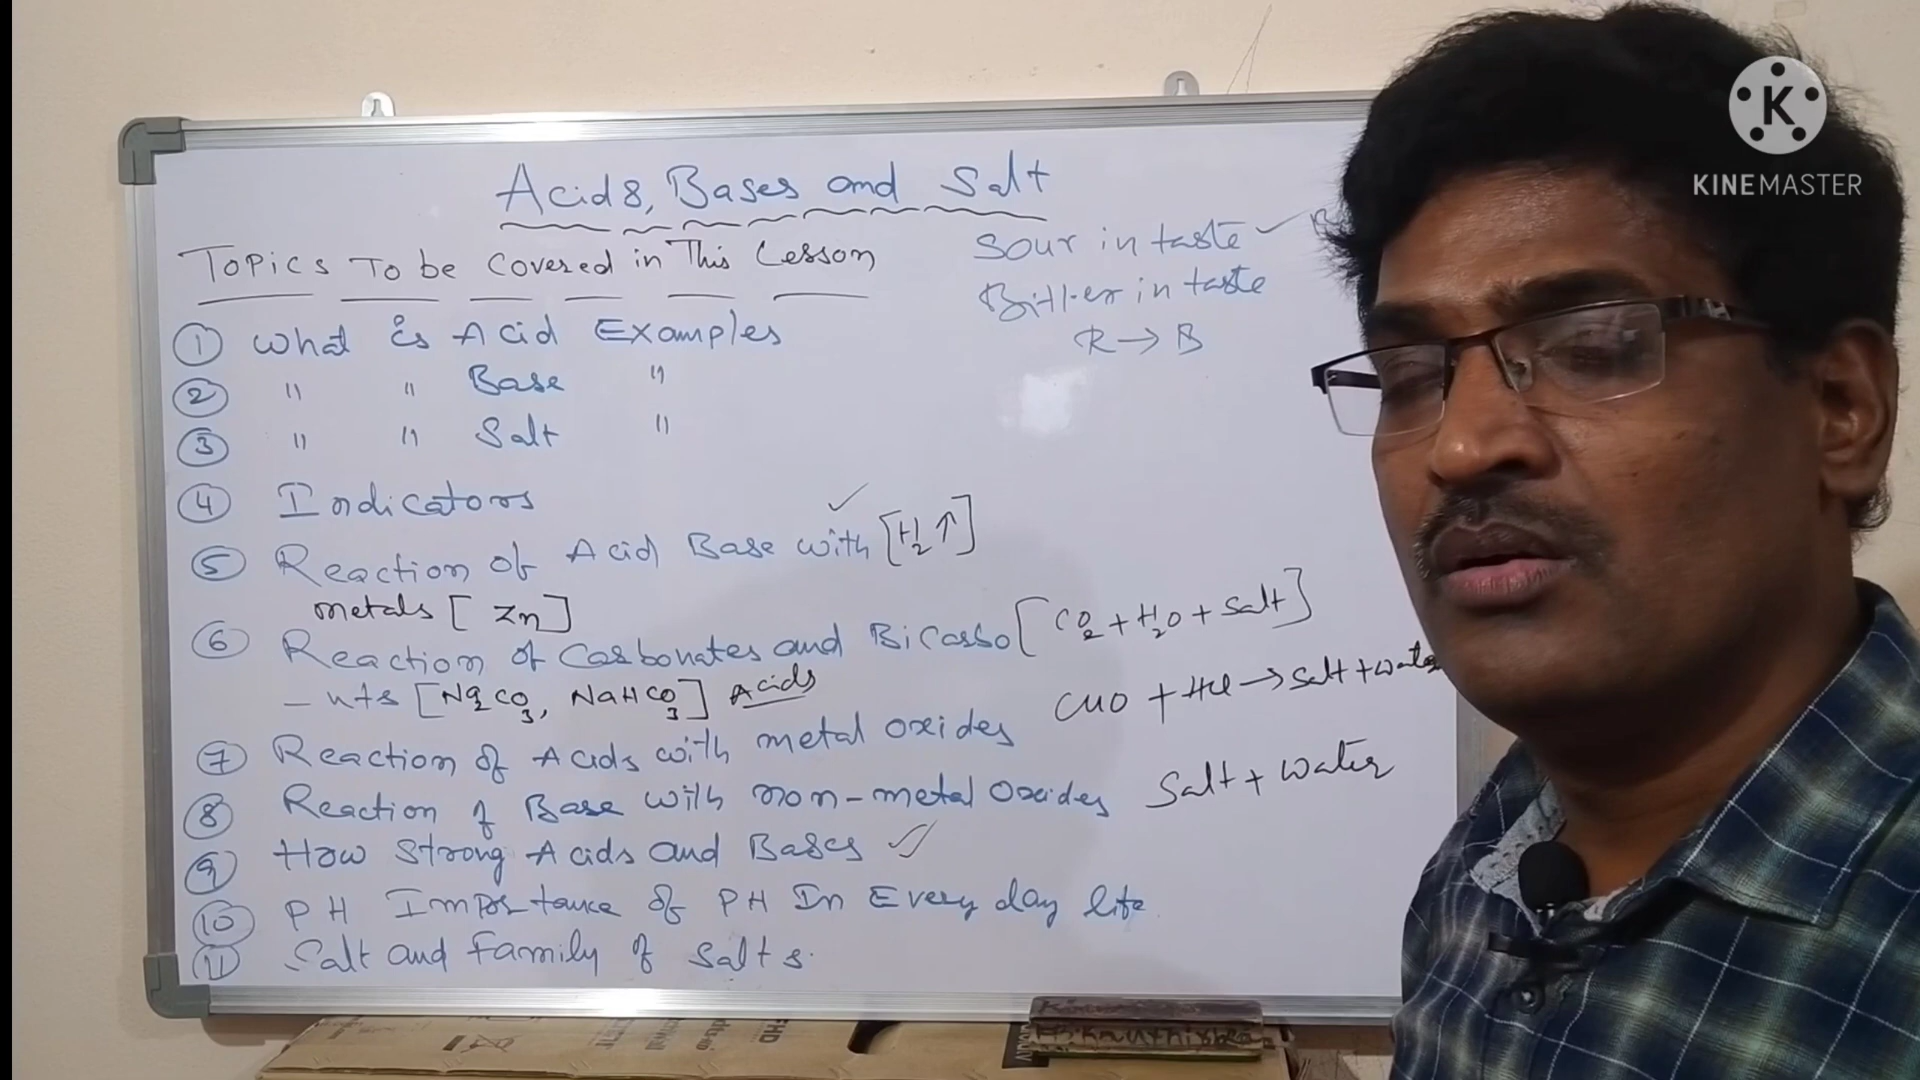 Acids, Bases and Salt
Topics To be Covered in This Lesson
Sour in taste ✓
Bitter in taste
R → B
① What is Acid Examples
② " " Base "
③ " " Salt "
④ Indicators
⑤ Reaction of Acid Base with [H₂↑]
metals [Zn]
⑥ Reaction of Carbonates and Bicarbo [CO₂ + H₂O + Salt]
- nts [Na₂CO₃, NaHCO₃] Acids
CuO + HCl → Salt + Water
⑦ Reaction of Acids with metal oxides
⑧ Reaction of Base with non-metal Oxides Salt + Water
⑨ How Strong Acids and Bases ✓
⑩ PH Importance of PH In Every day life.
⑪ Salt and Family of Salts.
K
KINEMASTER